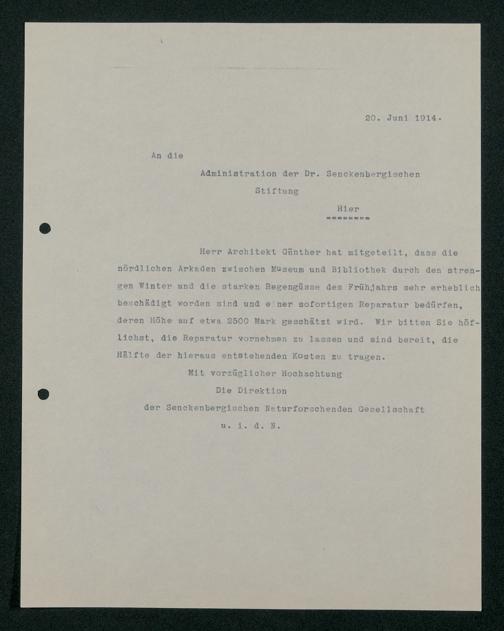 20. Juni 1914.
An die
Administration der Dr. Senckenbergischen
Stiftung
Hier
========
Herr Architekt Günther hat mitgeteilt, dass die
nördlichen Arkaden zwischen Museum und Bibliothek durch den stren-
gen Winter und die starken Regengüsse des Frühjahrs sehr erheblich
beschädigt worden sind und einer sofortigen Reparatur bedürfen,
deren Höhe auf etwa 2500 Mark geschätzt wird. Wir bitten Sie höf-
lichst, die Reparatur vornehmen zu lassen und sind bereit, die
Hälfte der hieraus entstehenden Kosten zu tragen.
Mit vorzüglicher Hochachtung
Die Direktion
der Senckenbergischen Naturforschenden Gesellschaft
u. i. d. N.